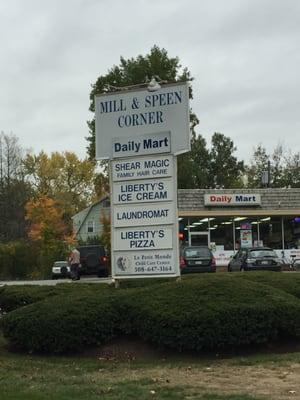 MILL & SPEEN
CORNER
Daily Mart
SHEAR MAGIC
FAMILY HAIR CARE
LIBERTY'S
ICE CREAM
LAUNDROMAT
LIBERTY'S
PIZZA
Le Petit Monde
Child Care Center
508-647-3164
Daily Mart